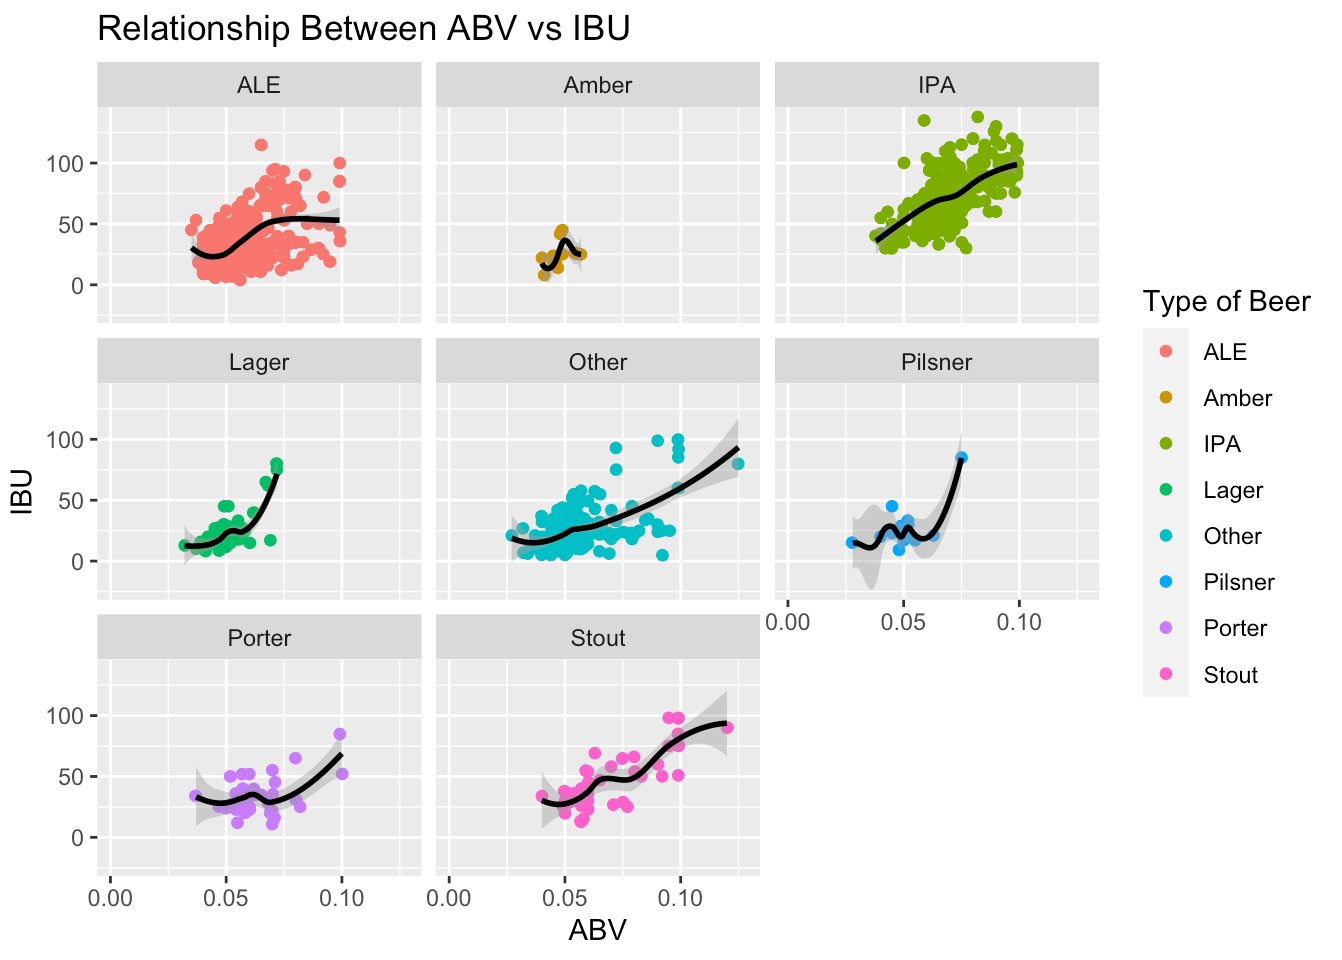 Relationship Between ABV vs IBU
ALE
Amber
IPA
100
50
0
Lager
Other
Pilsner
100
50
0
0.00
0.05
0.10
Porter
Stout
100
50
0
0.00
0.05
0.10
0.00
0.05
0.10
IBU
ABV
Type of Beer
ALE
Amber
IPA
Lager
Other
Pilsner
Porter
Stout